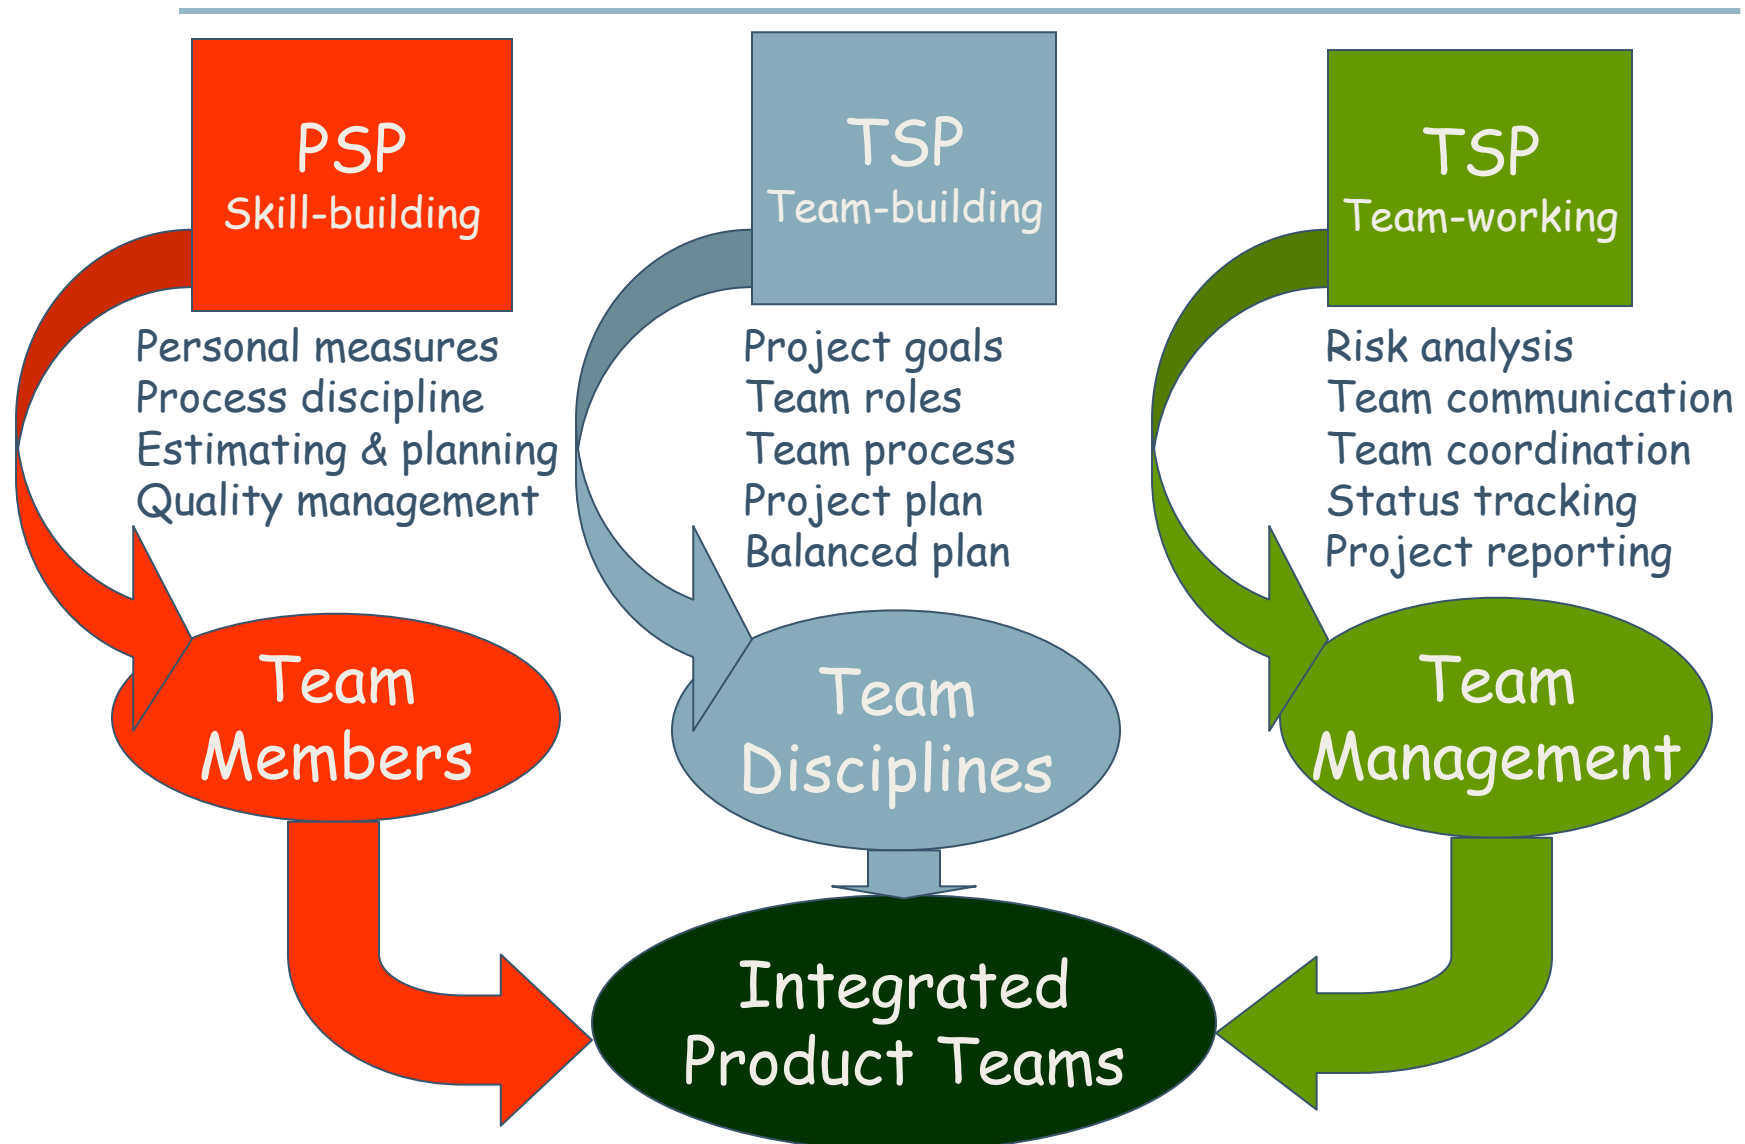 PSP
Skill-building
Personal measures
Process discipline
Estimating & planning
Quality management
Team
Members
TSP
Team-building
Project goals
Team roles
Team process
Project plan
Balanced plan
Team
Disciplines
TSP
Team-working
Risk analysis
Team communication
Team coordination
Status tracking
Project reporting
Team
Management
Integrated
Product Teams